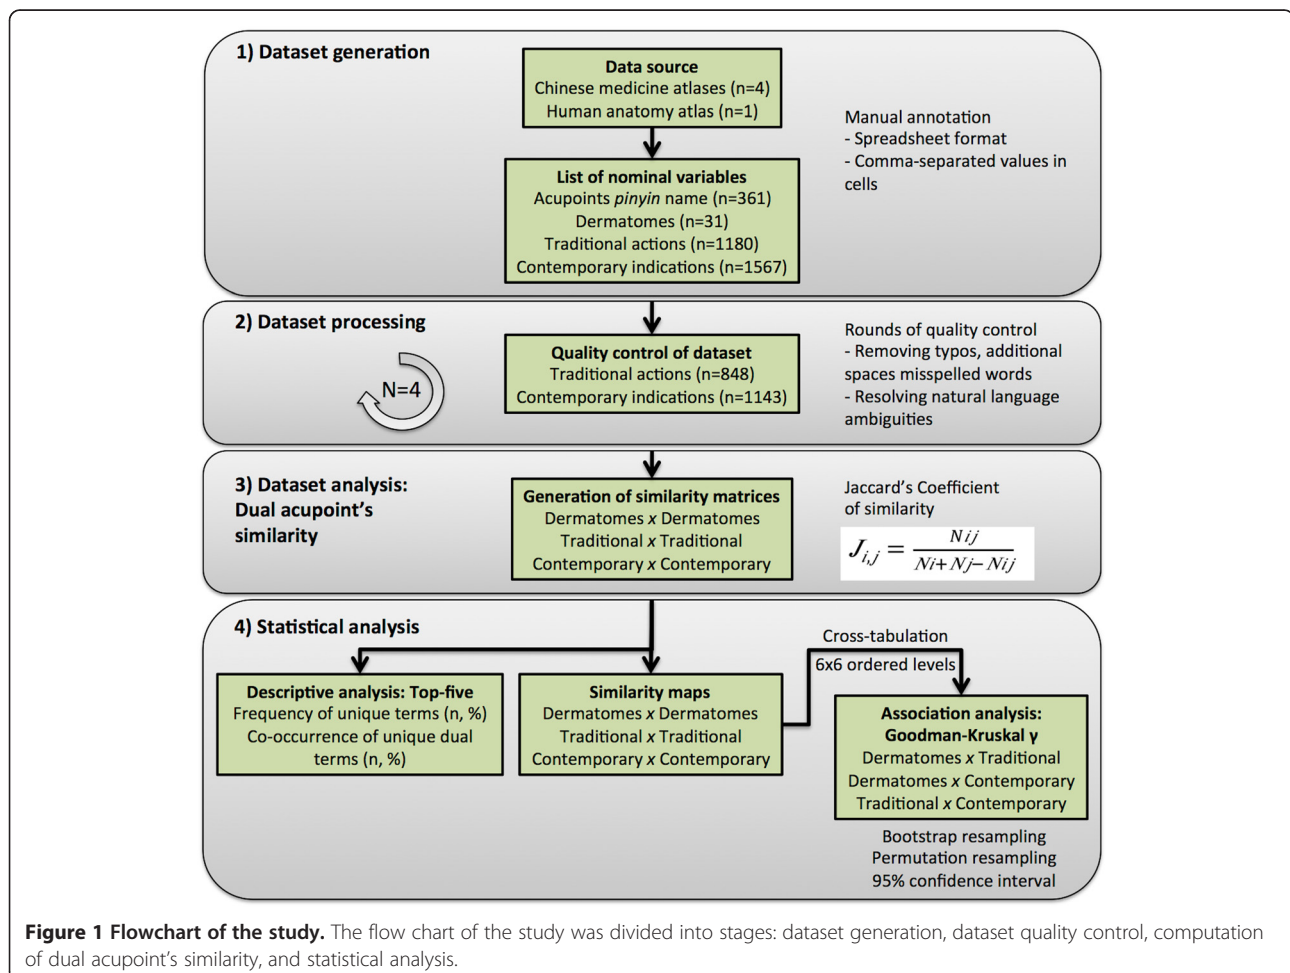 1) Dataset generation
Data source
Chinese medicine atlases (n=4)
Human anatomy atlas (n=1)
List of nominal variables
Acupoints pinyin name (n=361)
Dermatomes (n=31)
Traditional actions (n=1180)
Contemporary indications (n=1567)
Manual annotation
- Spreadsheet format
- Comma-separated values in
cells
2) Dataset processing
N=4
Quality control of dataset
Traditional actions (n=848)
Contemporary indications (n=1143)
Rounds of quality control
- Removing typos, additional
spaces misspelled words
- Resolving natural language
ambiguities
3) Dataset analysis:
Dual acupoint's
similarity
Generation of similarity matrices
Dermatomes x Dermatomes
Traditional x Traditional
Contemporary x Contemporary
Jaccard's Coefficient
of similarity
J i,j = Nij / Ni+Nj−Nij
4) Statistical analysis
Descriptive analysis: Top-five
Frequency of unique terms (n, %)
Co-occurrence of unique dual
terms (n, %)
Similarity maps
Dermatomes x Dermatomes
Traditional x Traditional
Contemporary x Contemporary
Cross-tabulation
6x6 ordered levels
Association analysis:
Goodman-Kruskal γ
Dermatomes x Traditional
Dermatomes x Contemporary
Traditional x Contemporary
Bootstrap resampling
Permutation resampling
95% confidence interval
Figure 1 Flowchart of the study. The flow chart of the study was divided into stages: dataset generation, dataset quality control, computation
of dual acupoint's similarity, and statistical analysis.